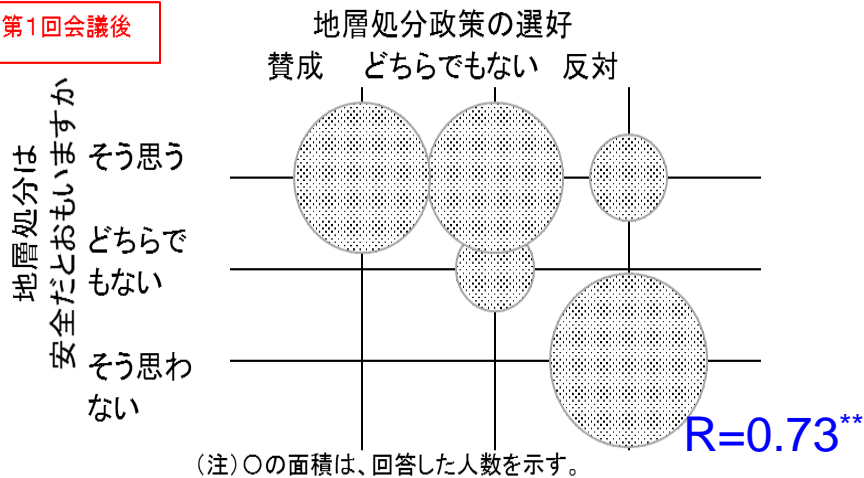 第1回会議後
地層処分政策の選好
賛成 どちらでもない 反対
地層処分は
安全だとおもいますか
そう思う
どちらで
もない
そう思わ
ない
R=0.73**
(注)〇の面積は、回答した人数を示す。